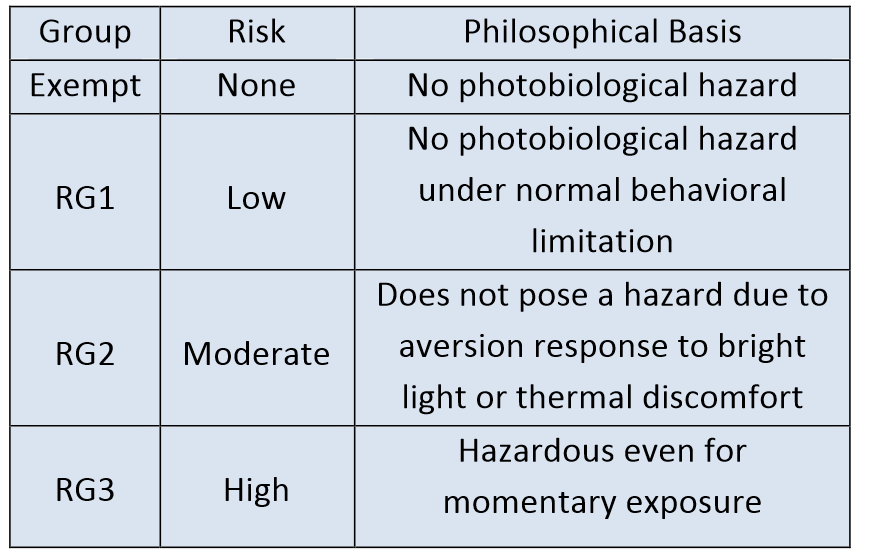 Group Risk Philosophical Basis
Exempt None No photobiological hazard
RG1 Low No photobiological hazard
under normal behavioral
limitation
RG2 Moderate Does not pose a hazard due to
aversion response to bright
light or thermal discomfort
RG3 High Hazardous even for
momentary exposure